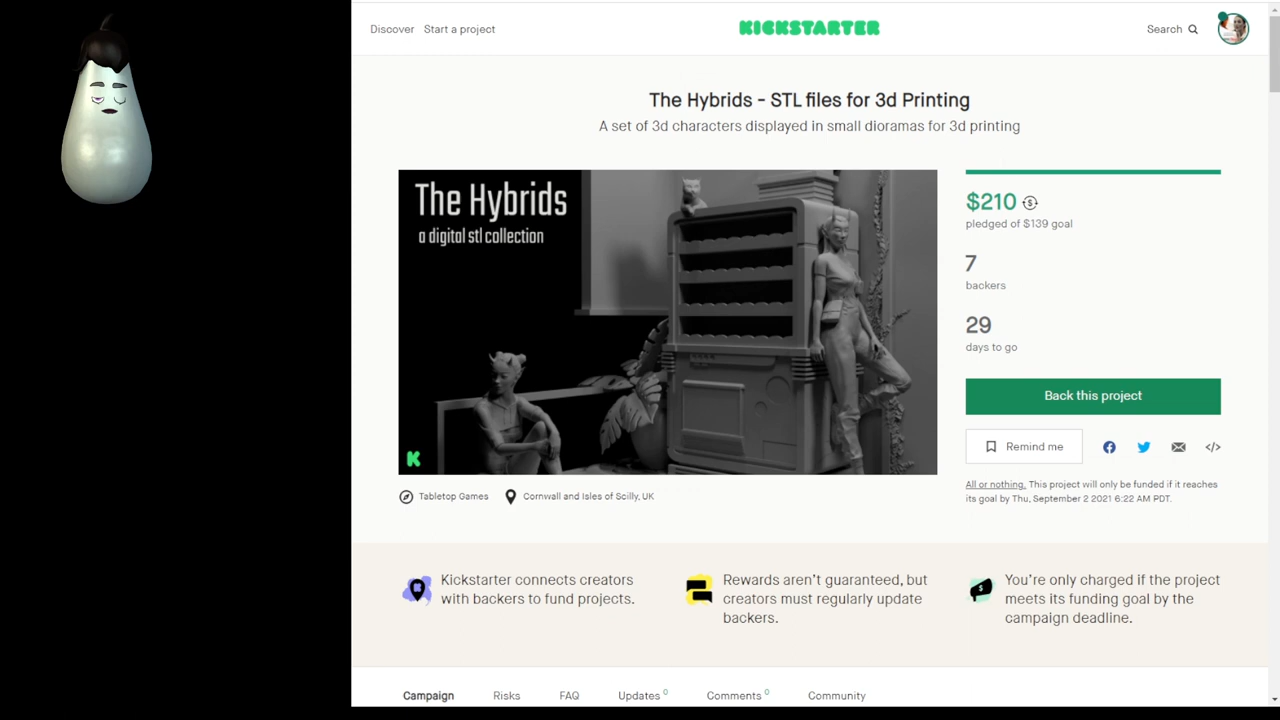 Discover Start a project
KICKSTARTER
Search
The Hybrids - STL files for 3d Printing
A set of 3d characters displayed in small dioramas for 3d printing
The Hybrids
a digital stl collection
K
$210
$
pledged of $139 goal
7
backers
29
days to go
Back this project
Remind me
</>
All or nothing. This project will only be funded if it reaches
its goal by Thu, September 2 2021 6:22 AM PDT.
Tabletop Games Cornwall and Isles of Scilly, UK
Kickstarter connects creators
with backers to fund projects.
Rewards aren't guaranteed, but
creators must regularly update
backers.
$
You're only charged if the project
meets its funding goal by the
campaign deadline.
Campaign Risks FAQ Updates 0 Comments 0 Community